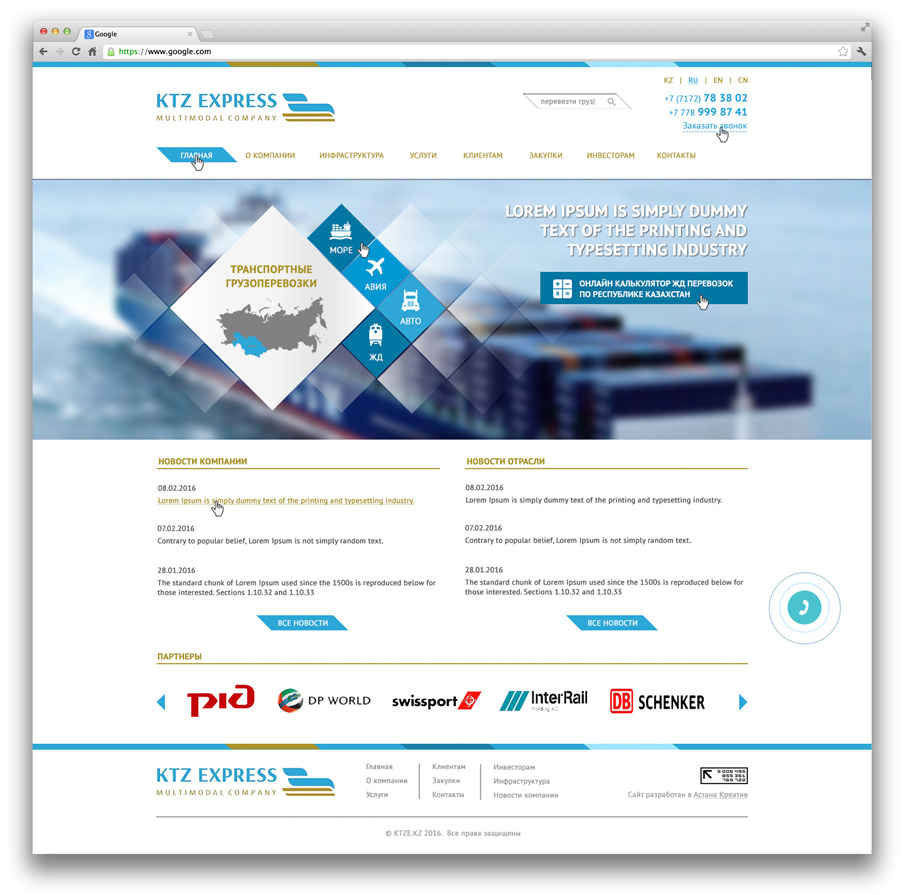 Google
https://www.google.com
KZ | RU | EN | CN
KTZ EXPRESS
MULTIMODAL COMPANY
перевезти груз
+7 (7172) 78 38 02
+7 778 999 87 41
Заказать звонок
ГЛАВНАЯ О КОМПАНИИ ИНФРАСТРУКТУРА УСЛУГИ КЛИЕНТАМ ЗАКУПКИ ИНВЕСТОРАМ КОНТАКТЫ
ТРАНСПОРТНЫЕ
ГРУЗОПЕРЕВОЗКИ
МОРЕ
АВИЯ
АВТО
ЖД
LOREM IPSUM IS SIMPLY DUMMY
TEXT OF THE PRINTING AND
TYPESETTING INDUSTRY
ОНЛАЙН КАЛЬКУЛЯТОР ЖД ПЕРЕВОЗОК
ПО РЕСПУБЛИКЕ КАЗАХСТАН
НОВОСТИ КОМПАНИИ
08.02.2016
Lorem Ipsum is simply dummy text of the printing and typesetting industry.
07.02.2016
Contrary to popular belief, Lorem Ipsum is not simply random text.
28.01.2016
The standard chunk of Lorem Ipsum used since the 1500s is reproduced below for
those interested. Sections 1.10.32 and 1.10.33
ВСЕ НОВОСТИ
НОВОСТИ ОТРАСЛИ
08.02.2016
Lorem Ipsum is simply dummy text of the printing and typesetting industry.
07.02.2016
Contrary to popular belief, Lorem Ipsum is not simply random text.
28.01.2016
The standard chunk of Lorem Ipsum used since the 1500s is reproduced below for
those interested. Sections 1.10.32 and 1.10.33
ВСЕ НОВОСТИ
ПАРТНЕРЫ
ржд
DP WORLD
swissport
InterRail
Holding AG
DB SCHENKER
KTZ EXPRESS
MULTIMODAL COMPANY
Главная
О компании
Услуги
Клиентам
Закупки
Контакты
Инвесторам
Инфраструктура
Новости компании
Сайт разработан в Астана Креатив
© KTZE.KZ 2016. Все права защищены